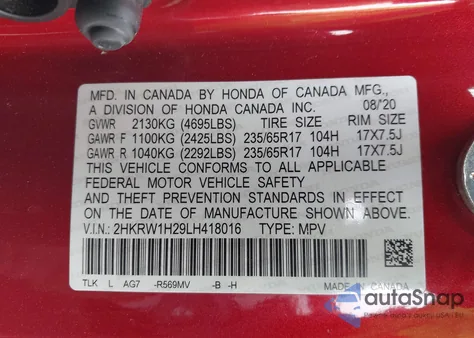 MFD. IN CANADA BY HONDA OF CANADA MFG.,
A DIVISION OF HONDA CANADA INC. 08/'20
GVWR 2130KG (4695LBS) TIRE SIZE RIM SIZE
GAWR F 1100KG (2425LBS) 235/65R17 104H 17X7.5J
GAWR R 1040KG (2292LBS) 235/65R17 104H 17X7.5J
THIS VEHICLE CONFORMS TO ALL APPLICABLE
FEDERAL MOTOR VEHICLE SAFETY
AND THEFT PREVENTION STANDARDS IN EFFECT
ON THE DATE OF MANUFACTURE SHOWN ABOVE.
V.I.N.: 2HKRW1H29LH418016 TYPE: MPV
TLK L AG7 -R569MV -B -H MADE IN CANADA
autoSnap